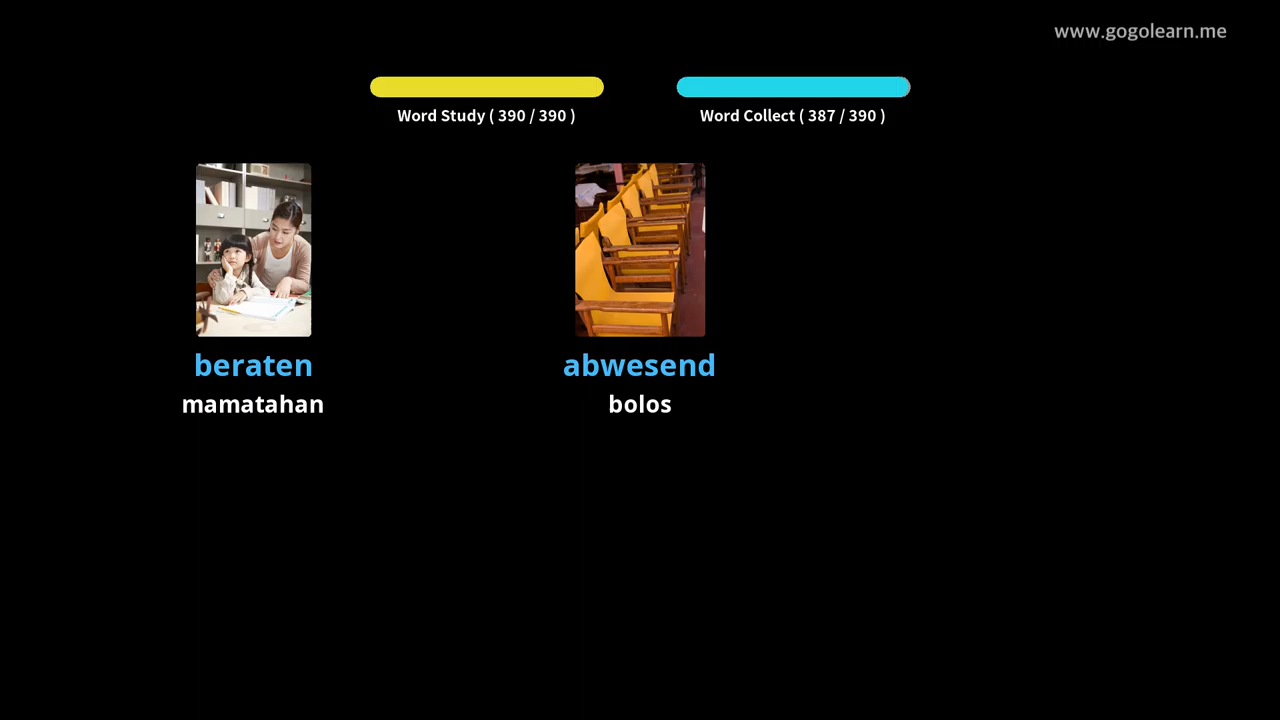 www.gogolearn.me
Word Study ( 390 / 390 )
Word Collect ( 387 / 390 )
beraten
mamatahan
abwesend
bolos